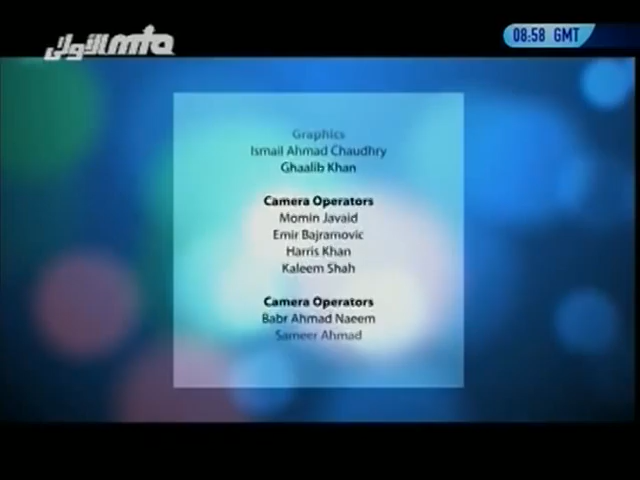 mta الأولى
08:58 GMT
Graphics
Ismail Ahmad Chaudhry
Ghaalib Khan
Camera Operators
Momin Javaid
Emir Bajramovic
Harris Khan
Kaleem Shah
Camera Operators
Babr Ahmad Naeem
Sameer Ahmad